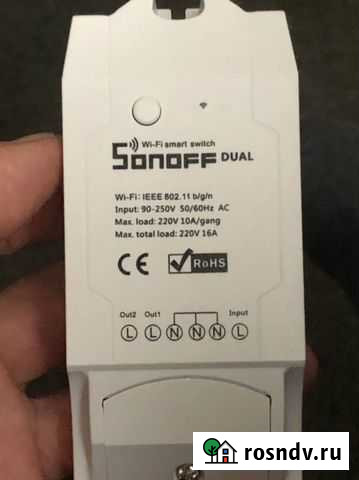 Wi-Fi smart switch
SONOFF DUAL
Wi-Fi: IEEE 802.11 b/g/n
Input: 90-250V 50/60Hz AC
Max. load: 220V 10A/gang
Max. total load: 220V 16A
CE RoHS
Out2 Out1 Input
L L N N N L
rosndv.ru